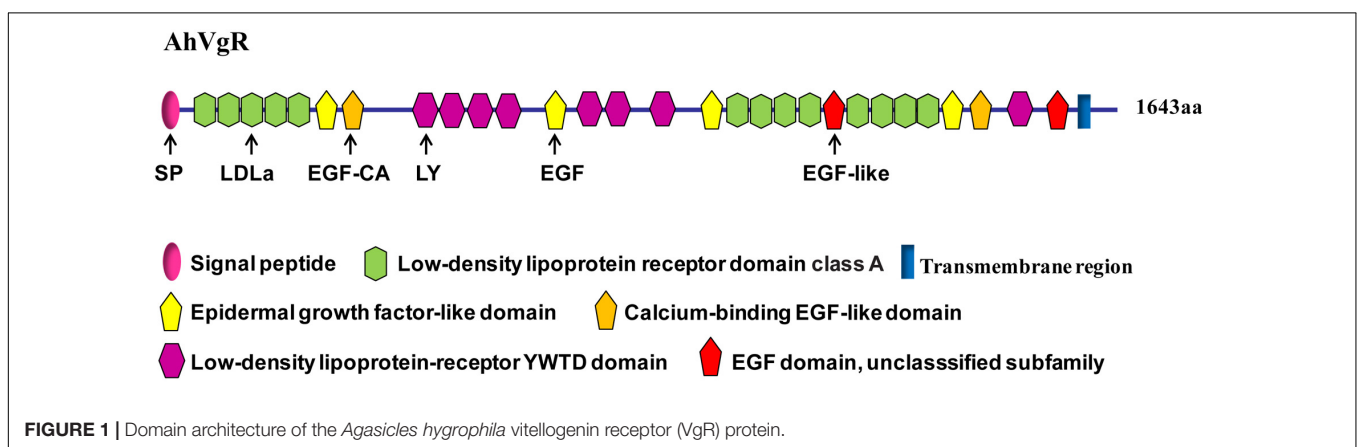 AhVgR
1643aa
SP LDLa EGF-CA LY EGF EGF-like
Signal peptide Low-density lipoprotein receptor domain class A Transmembrane region
Epidermal growth factor-like domain Calcium-binding EGF-like domain
Low-density lipoprotein-receptor YWTD domain EGF domain, unclasssified subfamily
FIGURE 1 | Domain architecture of the Agasicles hygrophila vitellogenin receptor (VgR) protein.